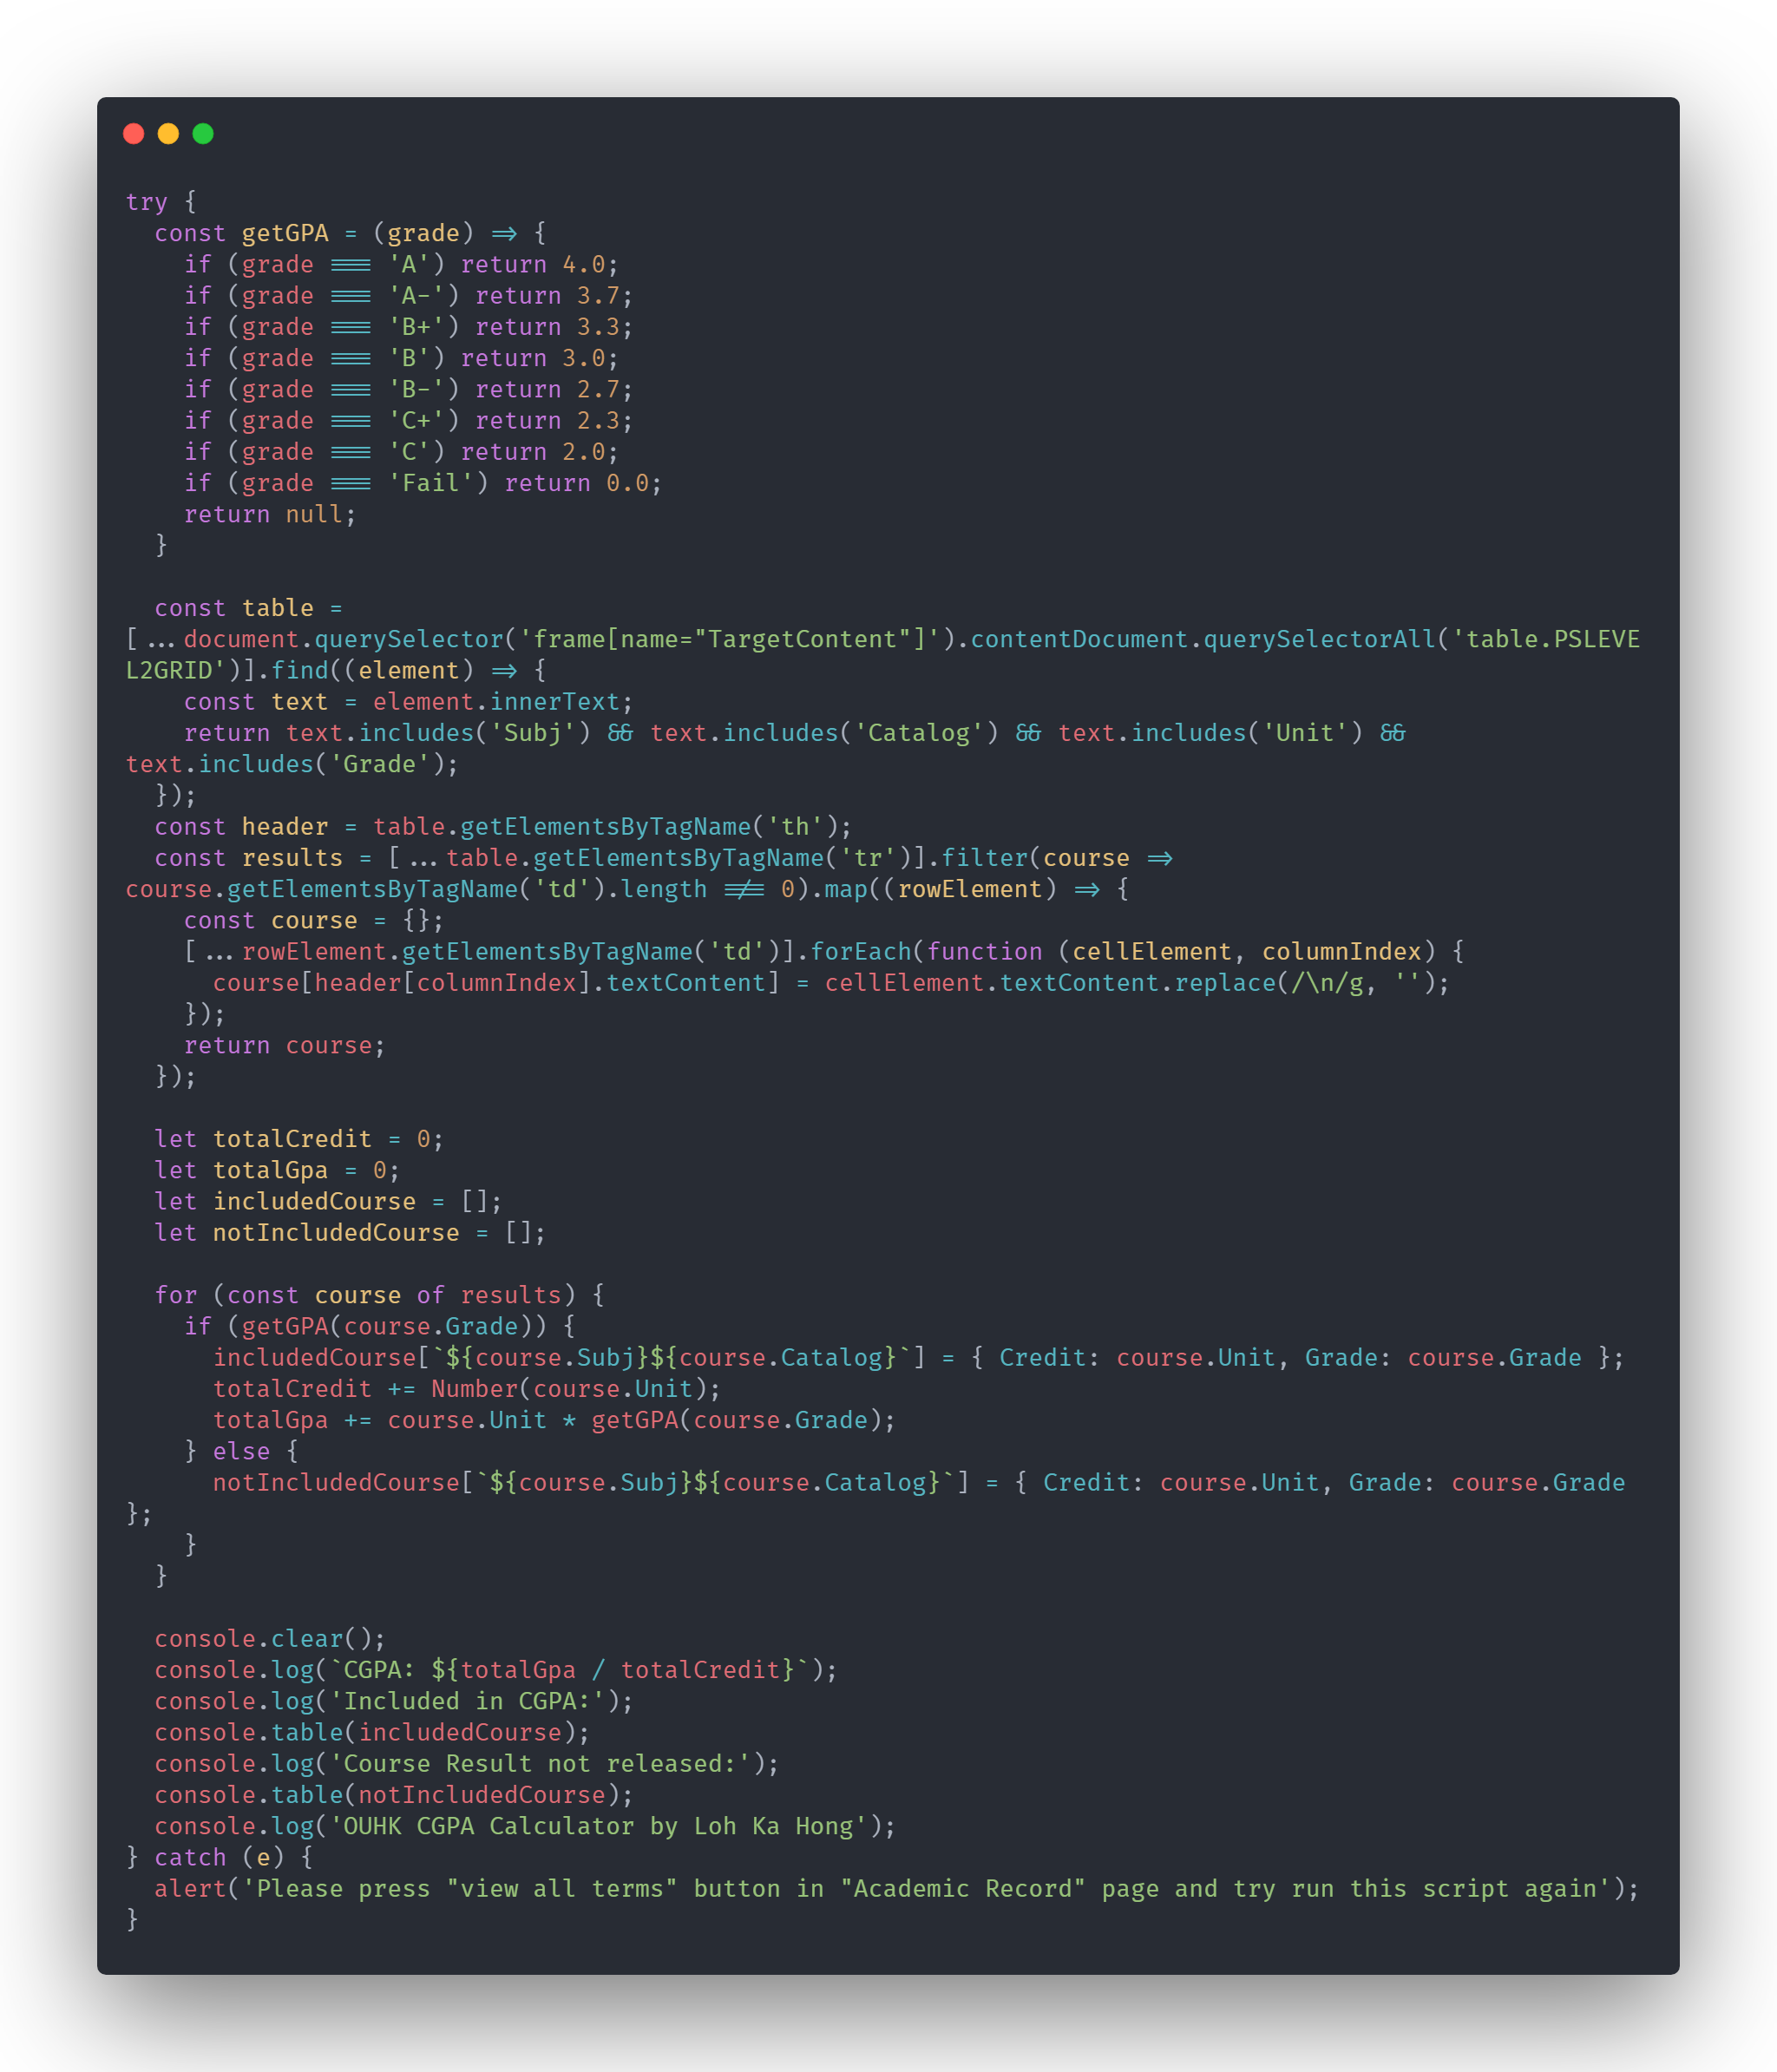 try {
  const getGPA = (grade) => {
    if (grade === 'A') return 4.0;
    if (grade === 'A-') return 3.7;
    if (grade === 'B+') return 3.3;
    if (grade === 'B') return 3.0;
    if (grade === 'B-') return 2.7;
    if (grade === 'C+') return 2.3;
    if (grade === 'C') return 2.0;
    if (grade === 'Fail') return 0.0;
    return null;
  }

  const table =
[...document.querySelector('frame[name="TargetContent"]').contentDocument.querySelectorAll('table.PSLEVE
L2GRID')].find((element) => {
    const text = element.innerText;
    return text.includes('Subj') && text.includes('Catalog') && text.includes('Unit') &&
text.includes('Grade');
  });
  const header = table.getElementsByTagName('th');
  const results = [...table.getElementsByTagName('tr')].filter(course =>
course.getElementsByTagName('td').length !== 0).map((rowElement) => {
    const course = {};
    [...rowElement.getElementsByTagName('td')].forEach(function (cellElement, columnIndex) {
      course[header[columnIndex].textContent] = cellElement.textContent.replace(/\n/g, '');
    });
    return course;
  });

  let totalCredit = 0;
  let totalGpa = 0;
  let includedCourse = [];
  let notIncludedCourse = [];

  for (const course of results) {
    if (getGPA(course.Grade)) {
      includedCourse[`${course.Subj}${course.Catalog}`] = { Credit: course.Unit, Grade: course.Grade };
      totalCredit += Number(course.Unit);
      totalGpa += course.Unit * getGPA(course.Grade);
    } else {
      notIncludedCourse[`${course.Subj}${course.Catalog}`] = { Credit: course.Unit, Grade: course.Grade
};
    }
  }

  console.clear();
  console.log(`CGPA: ${totalGpa / totalCredit}`);
  console.log('Included in CGPA:');
  console.table(includedCourse);
  console.log('Course Result not released:');
  console.table(notIncludedCourse);
  console.log('OUHK CGPA Calculator by Loh Ka Hong');
} catch (e) {
  alert('Please press "view all terms" button in "Academic Record" page and try run this script again');
}